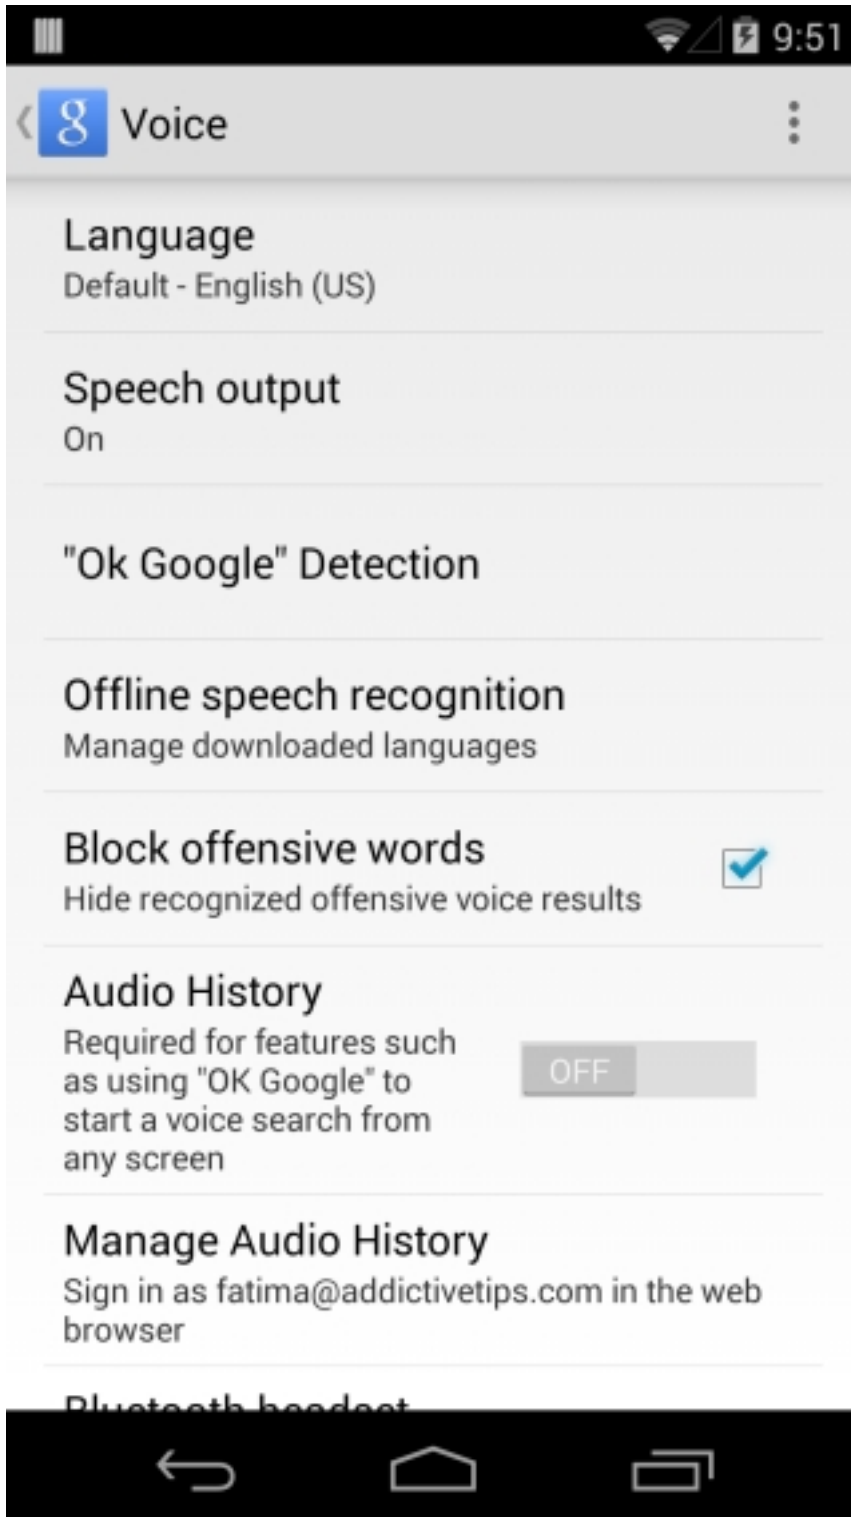 9:51
g Voice
Language
Default - English (US)
Speech output
On
"Ok Google" Detection
Offline speech recognition
Manage downloaded languages
Block offensive words
Hide recognized offensive voice results
Audio History
Required for features such
as using "OK Google" to
start a voice search from
any screen
OFF
Manage Audio History
Sign in as fatima@addictivetips.com in the web
browser
Bluetooth headset